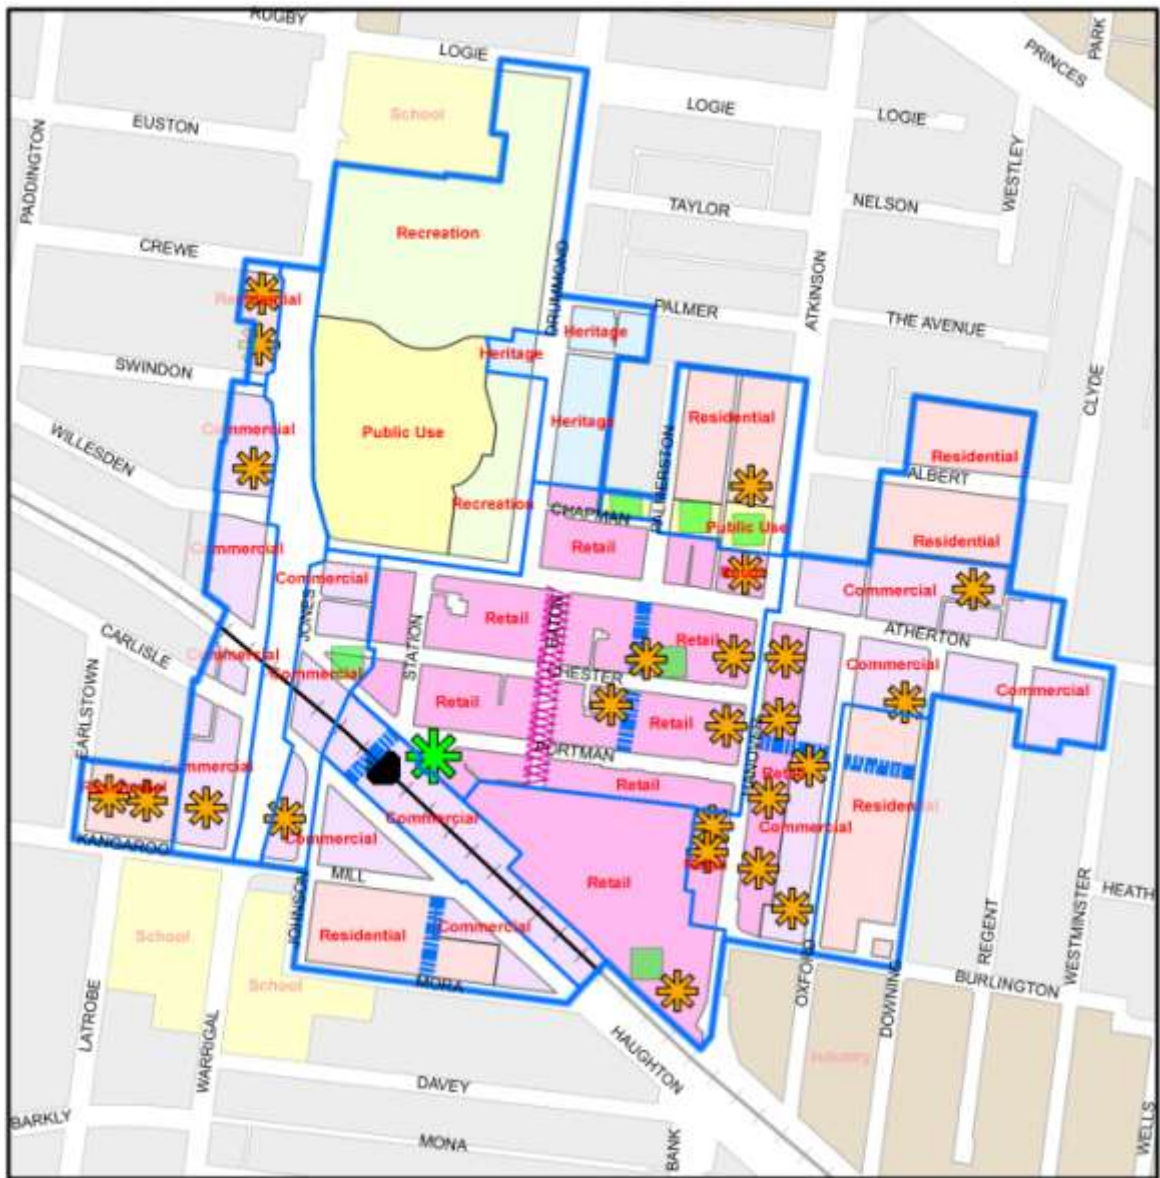 RUGBY
LOGIE
PARK
PRINCES
School
LOGIE
LOGIE
EUSTON
PADDINGTON
WESTLEY
TAYLOR
NELSON
CREWE
Recreation
DRUMMOND
ATKINSON
PALMER
THE AVENUE
Heritage
Heritage
SWINDON
CLYDE
Commercial
Public Use
Heritage
Residential
WILLESDEN
PALMERSTON
Residential
ALBERT
Recreation
CHAPMAN
Public Use
Retail
Residential
Commercial
Commercial
Commercial
JONES
Retail
EATON
Retail
ATHERTON
CARLISLE
STATION
Commercial
Commercial
CHESTER
Commercial
Commercial
EARLSTOWN
Retail
Retail
PORTMAN
HANOVER
Commercial
Retail
Residential
Commercial
Commercial
Commercial
KANGAROO
MILL
Retail
HEATH
JOHNSON
WESTMINSTER
School
Residential
Commercial
REGENT
School
MORA
OXFORD
DOWNING
BURLINGTON
LATROBE
WARRIGAL
HAUGHTON
Industry
DAVEY
BARKLY
MONA
BANK
WELLS